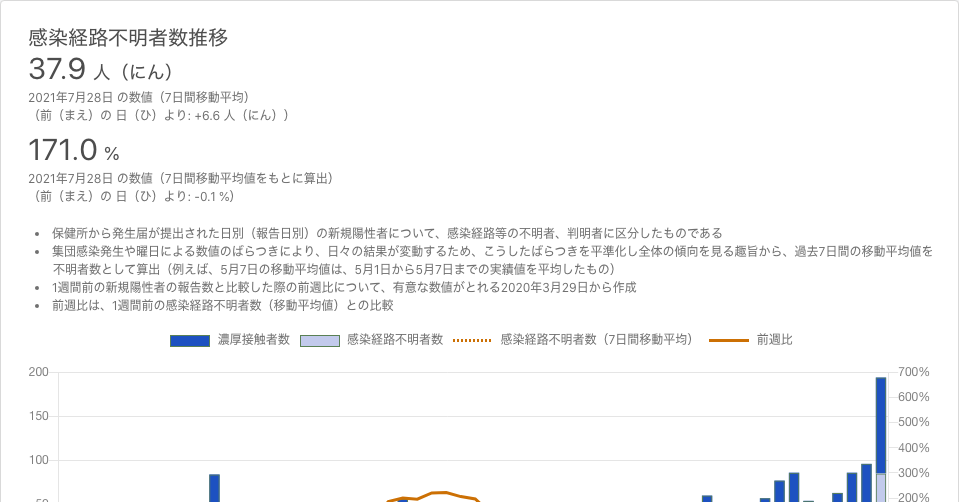 感染経路不明者数推移
37.9 人（にん）
2021年7月28日 の数値（7日間移動平均）
（前（まえ）の 日（ひ）より: +6.6 人（にん））
171.0 %
2021年7月28日 の数値（7日間移動平均値をもとに算出）
（前（まえ）の 日（ひ）より: -0.1 %）
• 保健所から発生届が提出された日別（報告日別）の新規陽性者について、感染経路等の不明者、判明者に区分したものである
• 集団感染発生や曜日による数値のばらつきにより、日々の結果が変動するため、こうしたばらつきを平準化し全体の傾向を見る趣旨から、過去7日間の移動平均値を
不明者数として算出（例えば、5月7日の移動平均値は、5月1日から5月7日までの実績値を平均したもの）
• 1週間前の新規陽性者の報告数と比較した際の前週比について、有意な数値がとれる2020年3月29日から作成
• 前週比は、1週間前の感染経路不明者数（移動平均値）との比較
濃厚接触者数 感染経路不明者数 感染経路不明者数（7日間移動平均） 前週比
200 700%
600%
150 500%
400%
100 300%
50 200%